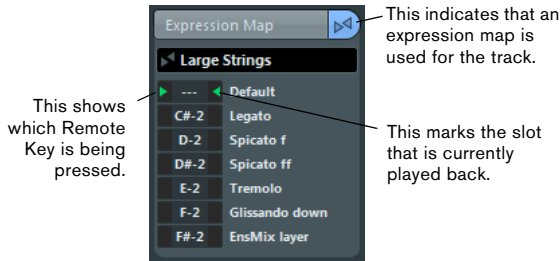 Expression Map
This indicates that an
expression map is
used for the track.
Large Strings
This shows
which Remote
Key is being
pressed.
--- Default
C#-2 Legato
D-2 Spicato f
D#-2 Spicato ff
E-2 Tremolo
F-2 Glissando down
F#-2 EnsMix layer
This marks the slot
that is currently
played back.